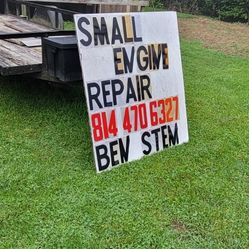 SMALL
ENGINE
REPAIR
814 470 6327
BEN STEM